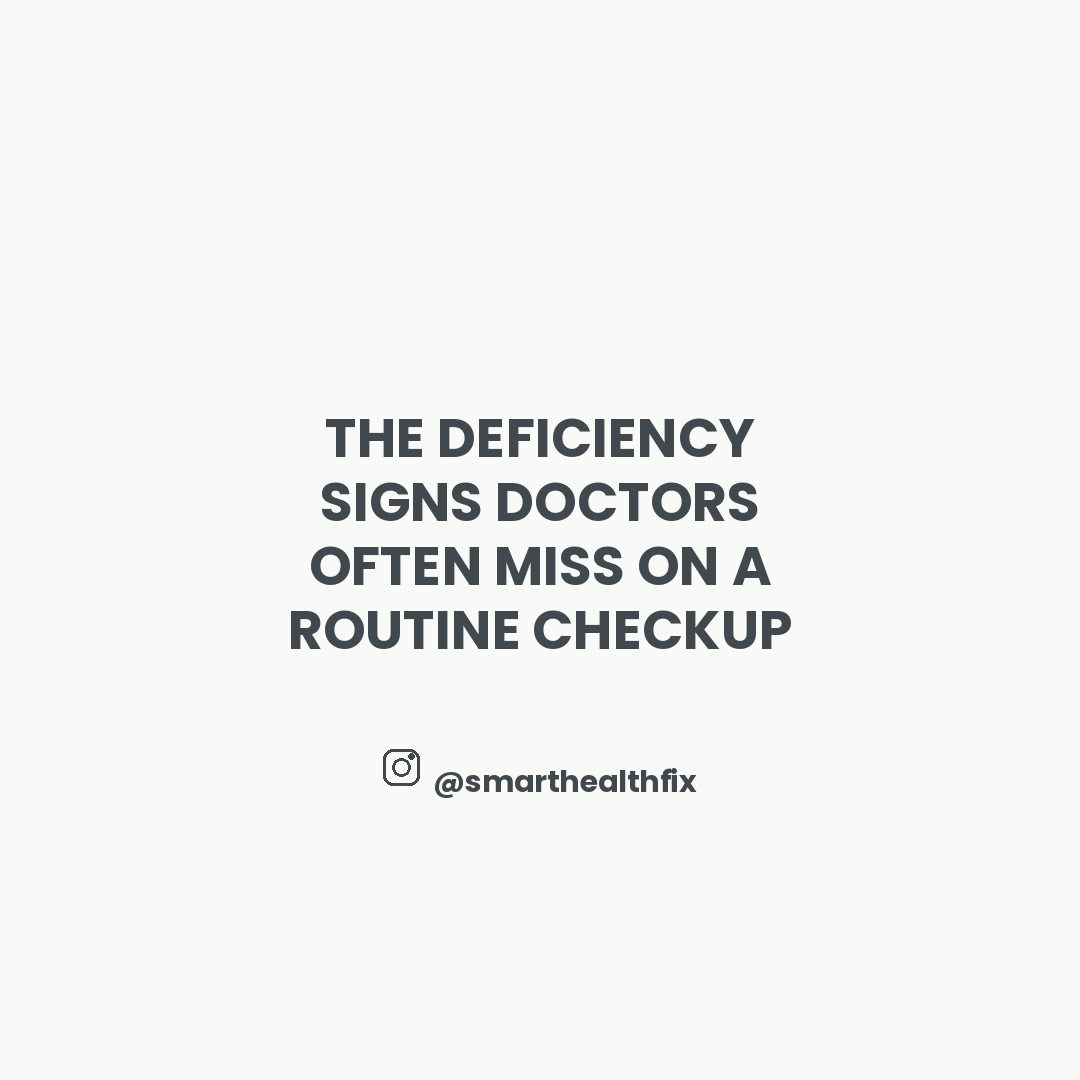 THE DEFICIENCY
SIGNS DOCTORS
OFTEN MISS ON A
ROUTINE CHECKUP
@smarthealthfix